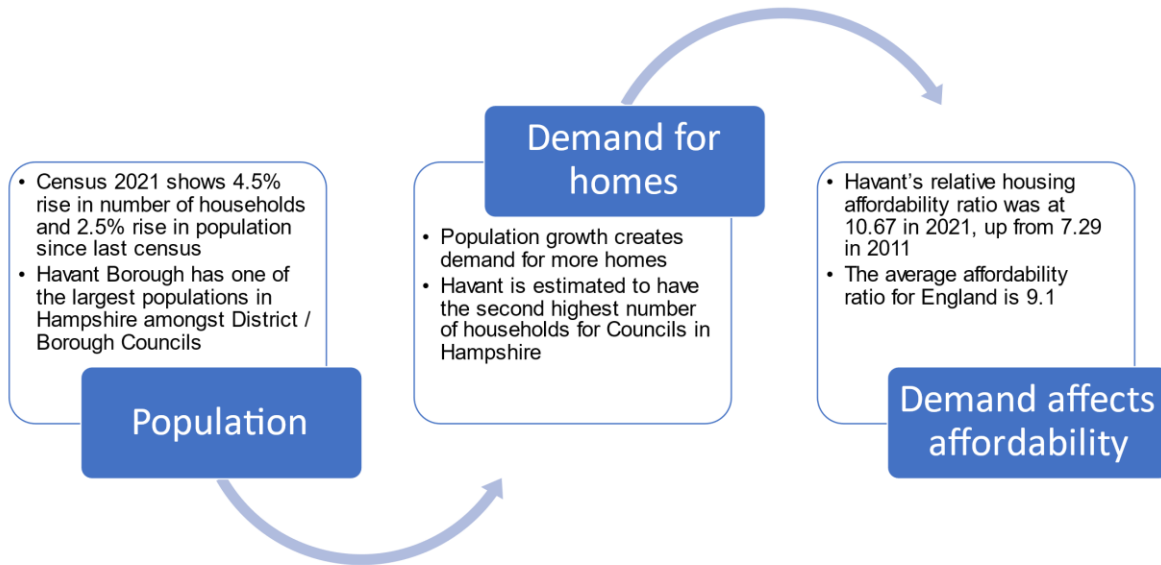 • Census 2021 shows 4.5%
rise in number of households
and 2.5% rise in population
since last census
• Havant Borough has one of
the largest populations in
Hampshire amongst District /
Borough Councils
Population
Demand for
homes
• Population growth creates
demand for more homes
• Havant is estimated to have
the second highest number
of households for Councils in
Hampshire
• Havant’s relative housing
affordability ratio was at
10.67 in 2021, up from 7.29
in 2011
• The average affordability
ratio for England is 9.1
Demand affects
affordability